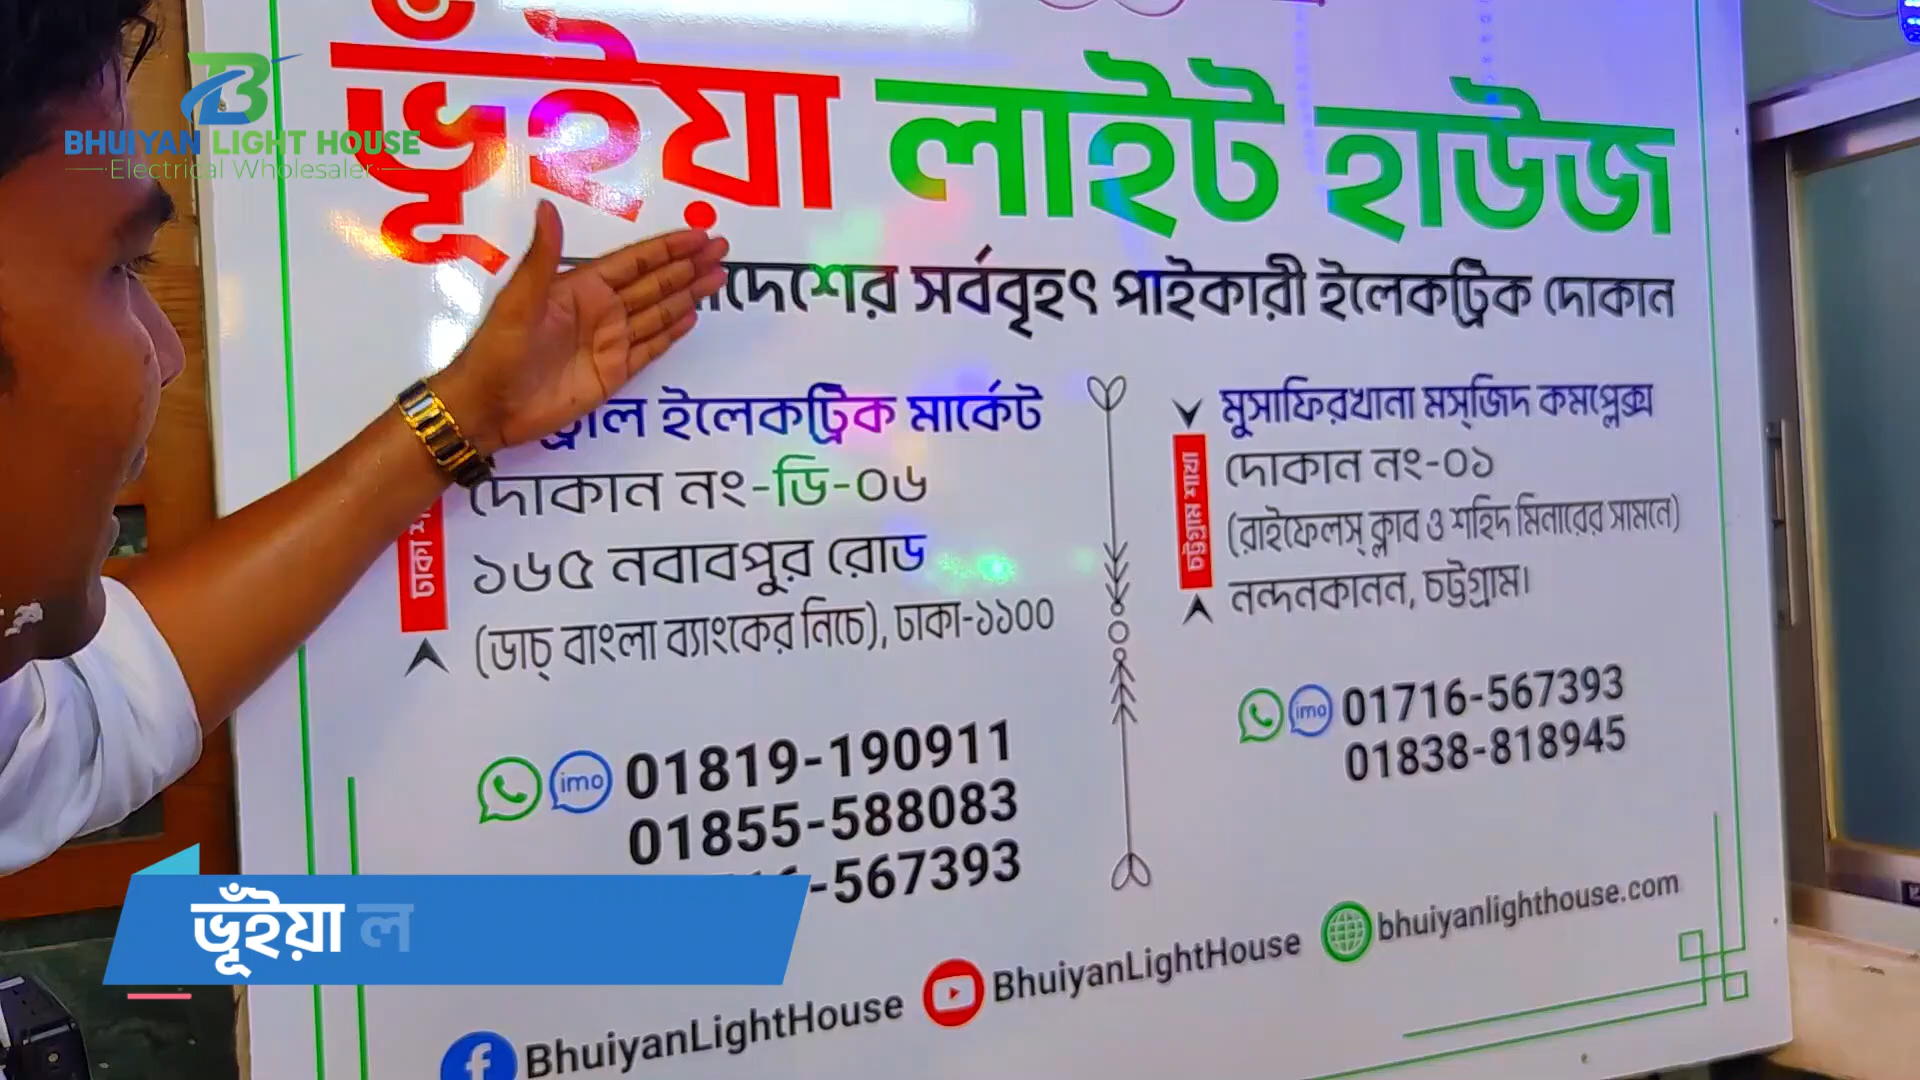 BHUIYAN LIGHT HOUSE
Electrical Wholesaler
ভূঁইয়া লাইট হাউজ
সর্ববৃহৎ পাইকারী ইলেকট্রিক দোকান
ইলেকট্রিক মার্কেট
দোকান নং-ডি-০৬
১৬৫ নবাবপুর রোড
(ডাচ্ বাংলা ব্যাংকের নিচে), ঢাকা-১১০০
ঢাকা
imo 01819-190911
01855-588083
-567393
মুসাফিরখানা মস্জিদ কমপ্লেক্স
দোকান নং-০১
(রাইফেলস্ ক্লাব ও শহিদ মিনারের সামনে)
নন্দনকানন, চট্টগ্রাম।
চট্টগ্রাম শাখা
imo 01716-567393
01838-818945
BhuiyanLightHouse
BhuiyanLightHouse
bhuiyanlighthouse.com
ভূঁইয়া ল